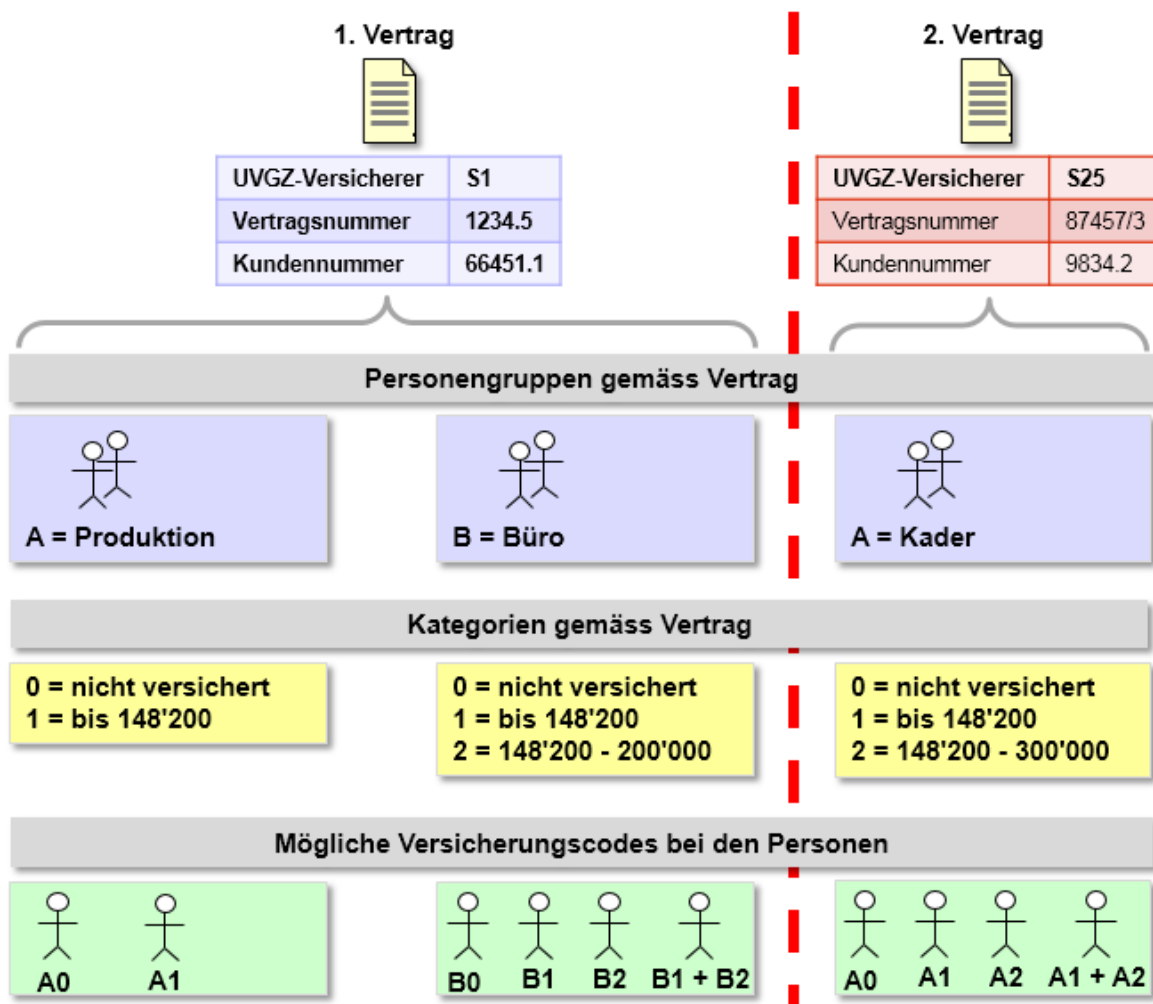 1. Vertrag
2. Vertrag
UVGZ-Versicherer S1
Vertragsnummer 1234.5
Kundennummer 66451.1
UVGZ-Versicherer S25
Vertragsnummer 87457/3
Kundennummer 9834.2
Personengruppen gemäss Vertrag
A = Produktion
B = Büro
A = Kader
Kategorien gemäss Vertrag
0 = nicht versichert
1 = bis 148'200
0 = nicht versichert
1 = bis 148'200
2 = 148'200 - 200'000
0 = nicht versichert
1 = bis 148'200
2 = 148'200 - 300'000
Mögliche Versicherungscodes bei den Personen
A0 A1
B0 B1 B2 B1 + B2
A0 A1 A2 A1 + A2